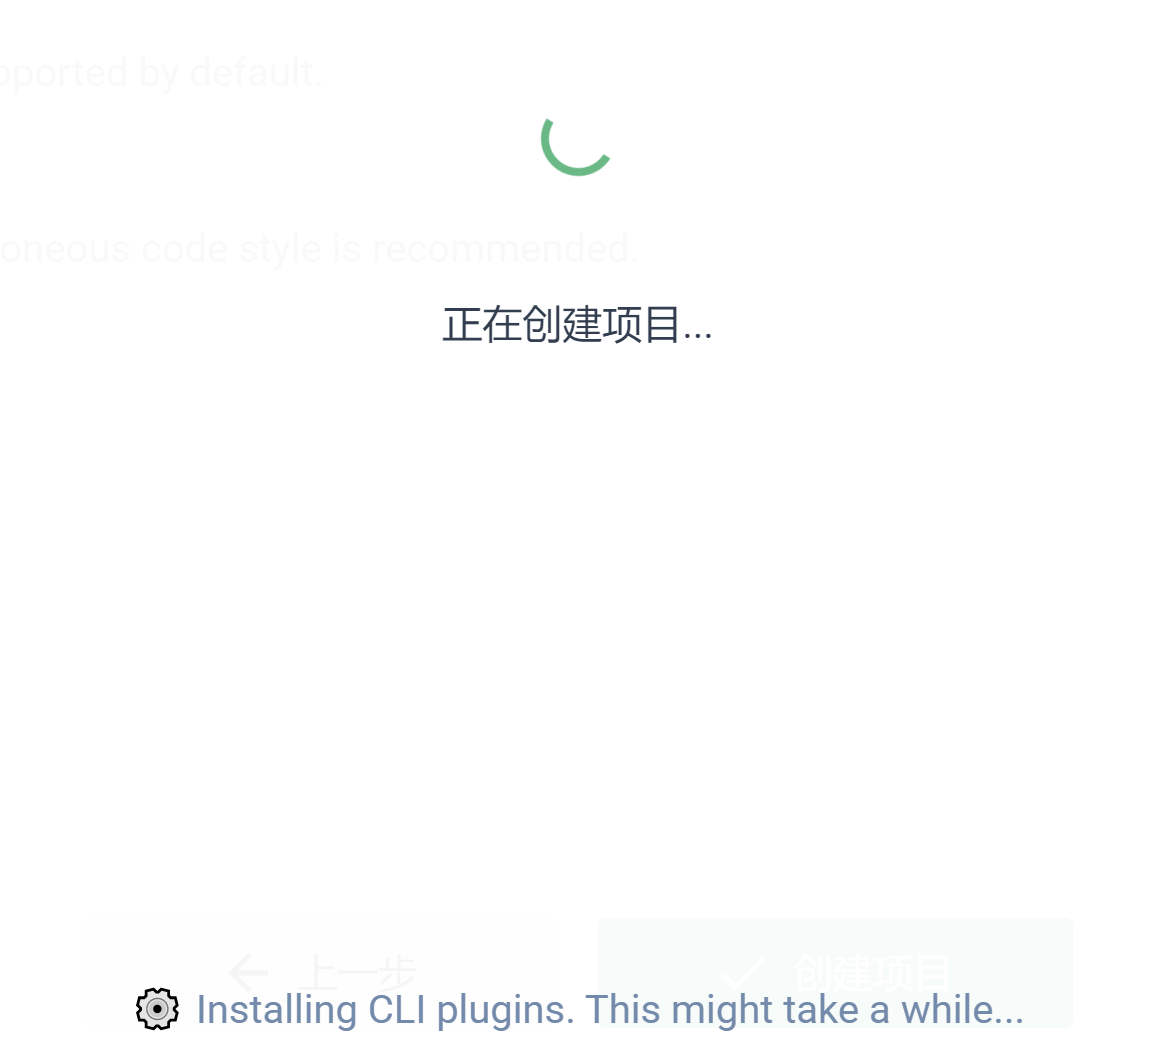 pported by default.
oneous code style is recommended.
正在创建项目...
上一步
创建项目
Installing CLI plugins. This might take a while...